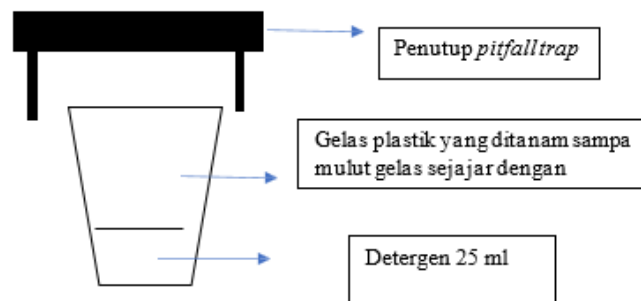 Penutup pitfall trap
Gelas plastik yang ditanam sampa
mulut gelas sejajar dengan
Detergen 25 ml